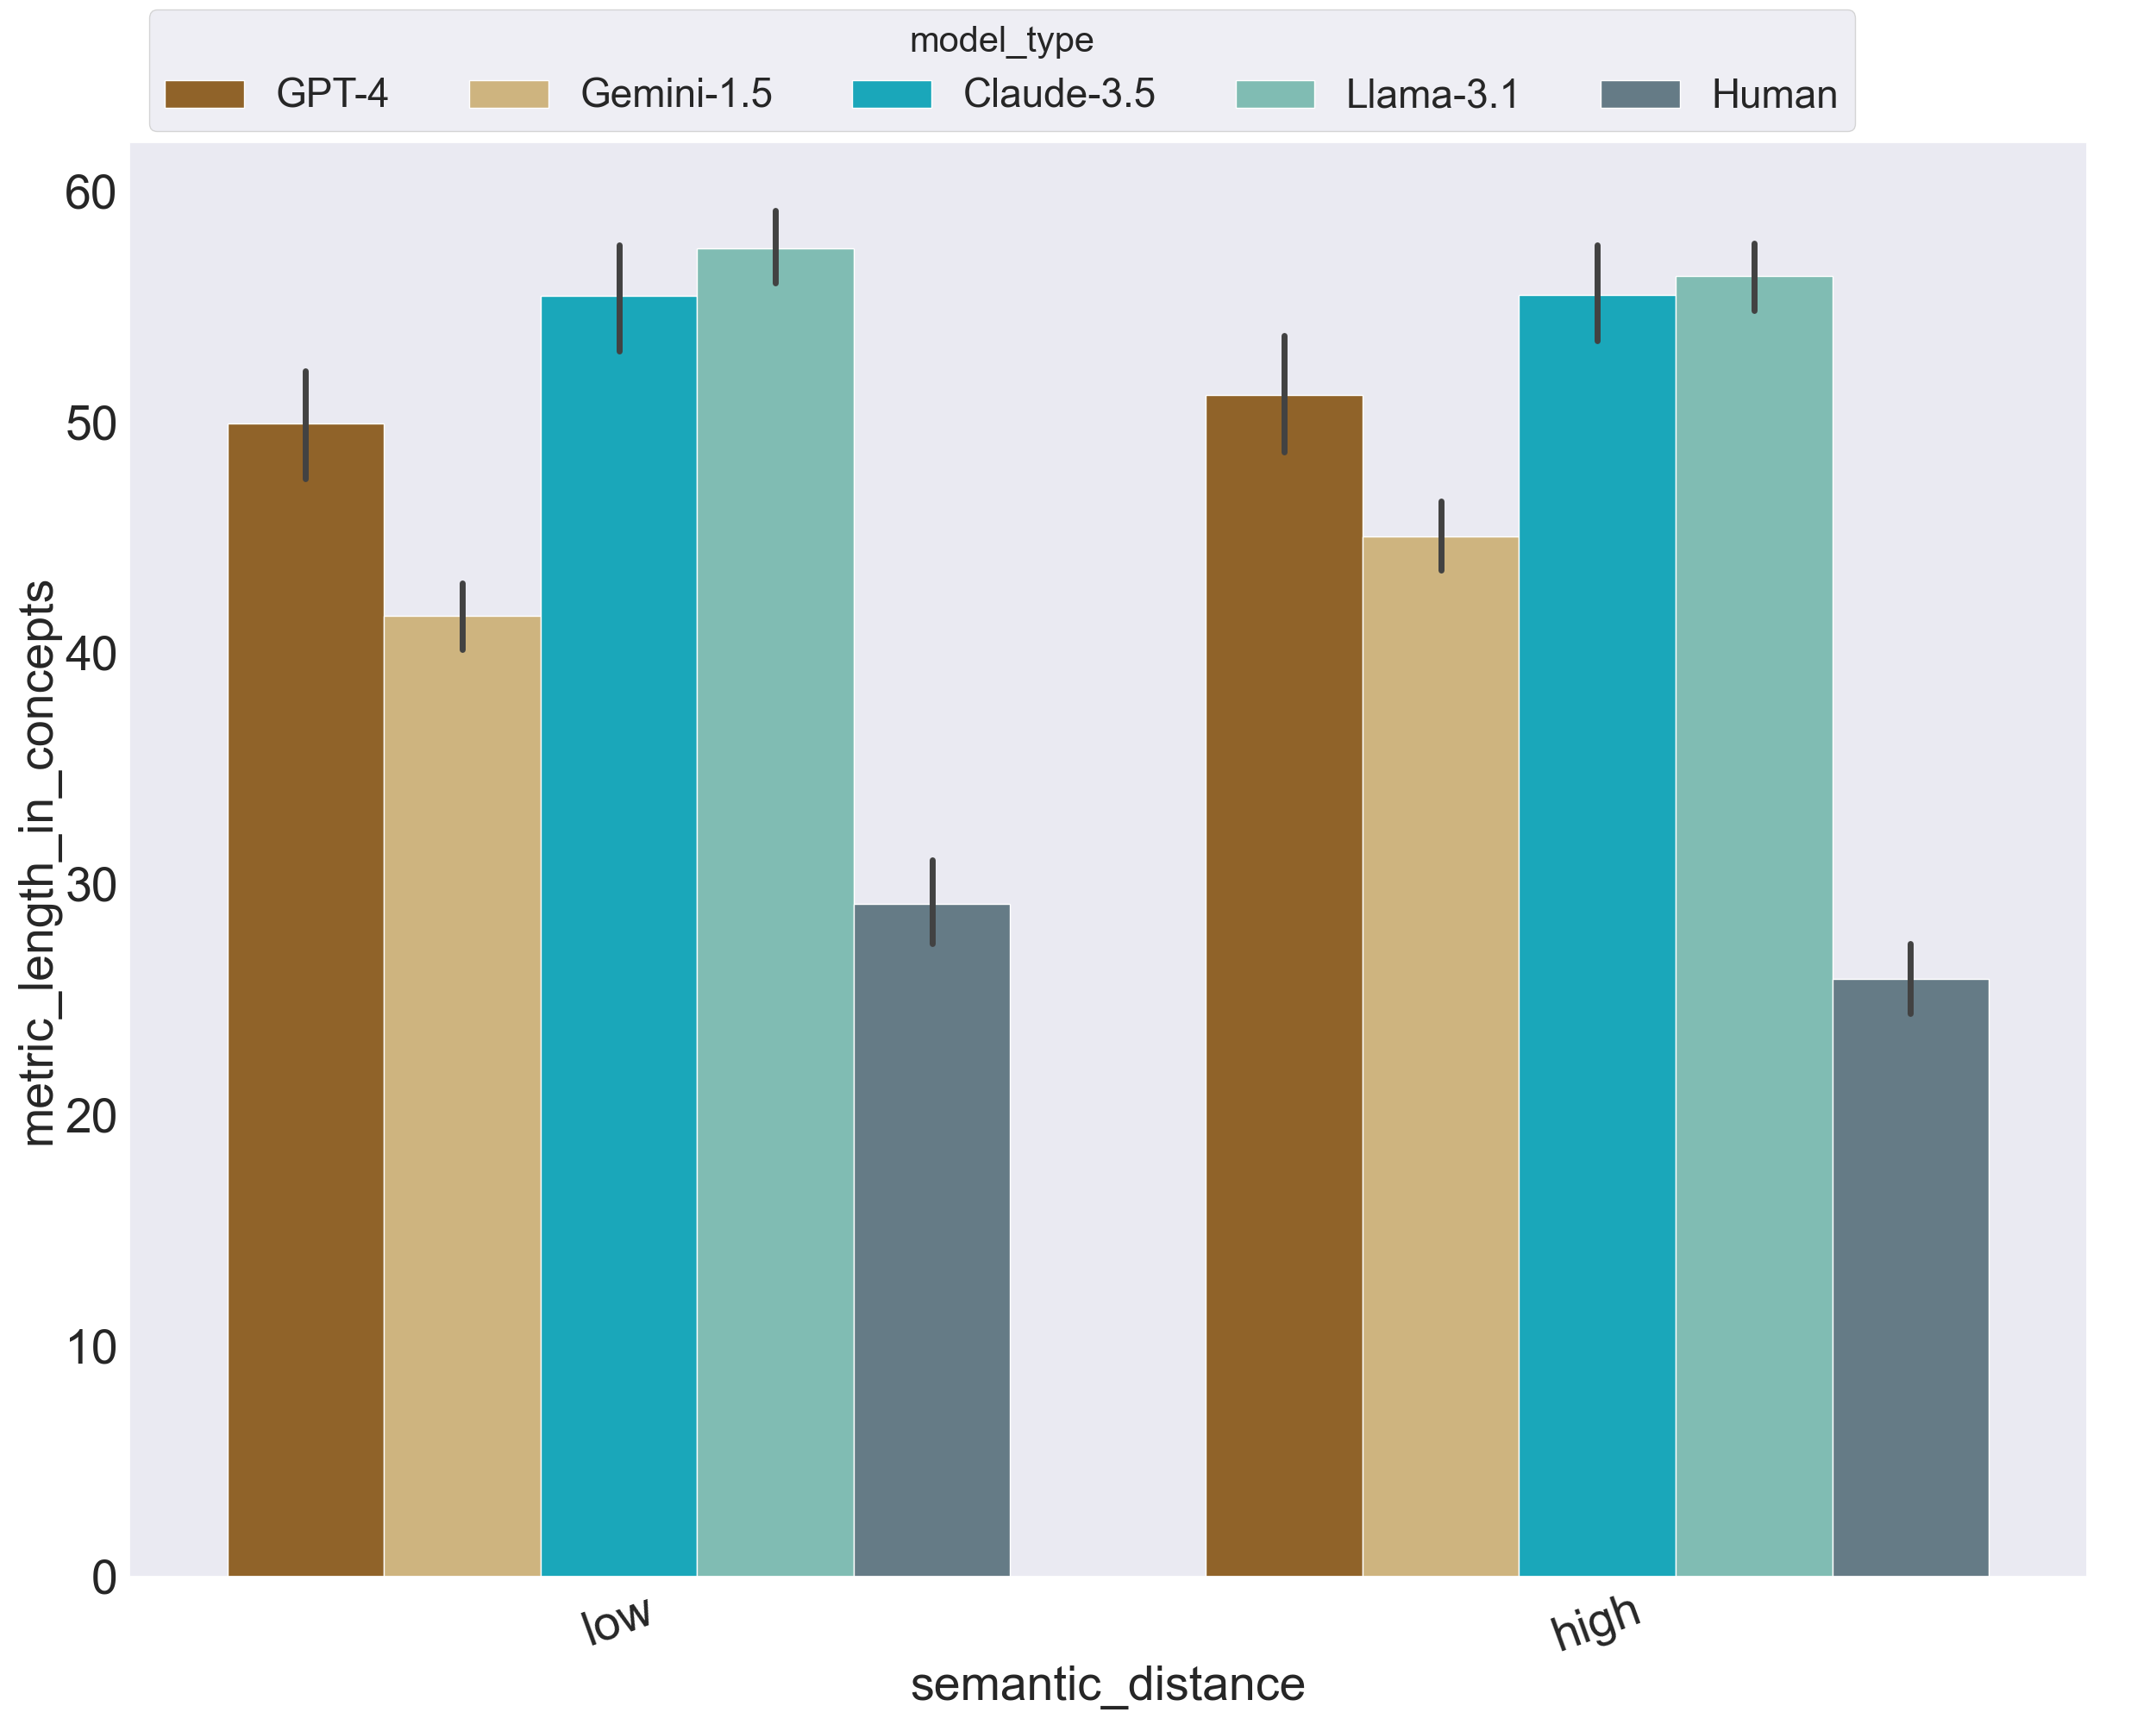 model_type
GPT-4 Gemini-1.5 Claude-3.5 Llama-3.1 Human
60
50
40
30
20
10
0
metric_length_in_concepts
low high
semantic_distance